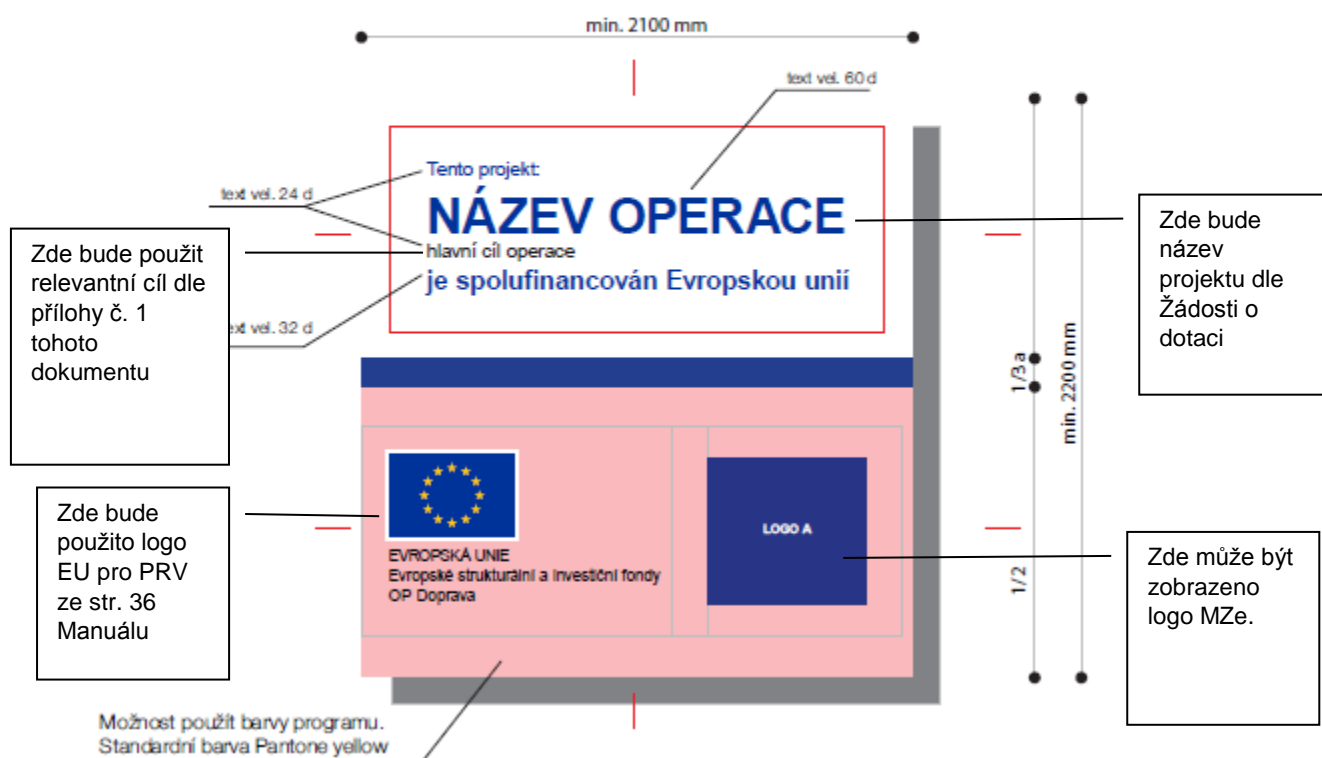 min. 2100 mm
text vel. 60 d
Tento projekt:
text vel. 24 d
NÁZEV OPERACE
hlavní cíl operace
je spolufinancován Evropskou unií
text vel. 32 d
Zde bude použit
relevantní cíl dle
přílohy č. 1
tohoto
dokumentu
Zde bude
název
projektu dle
Žádosti o
dotaci
1/3 a
min. 2200 mm
1/2
Zde bude
použito logo
EU pro PRV
ze str. 36
Manuálu
EVROPSKÁ UNIE
Evropské strukturální a investiční fondy
OP Doprava
LOGO A
Zde může být
zobrazeno
logo MZe.
Možnost použít barvy programu.
Standardní barva Pantone yellow